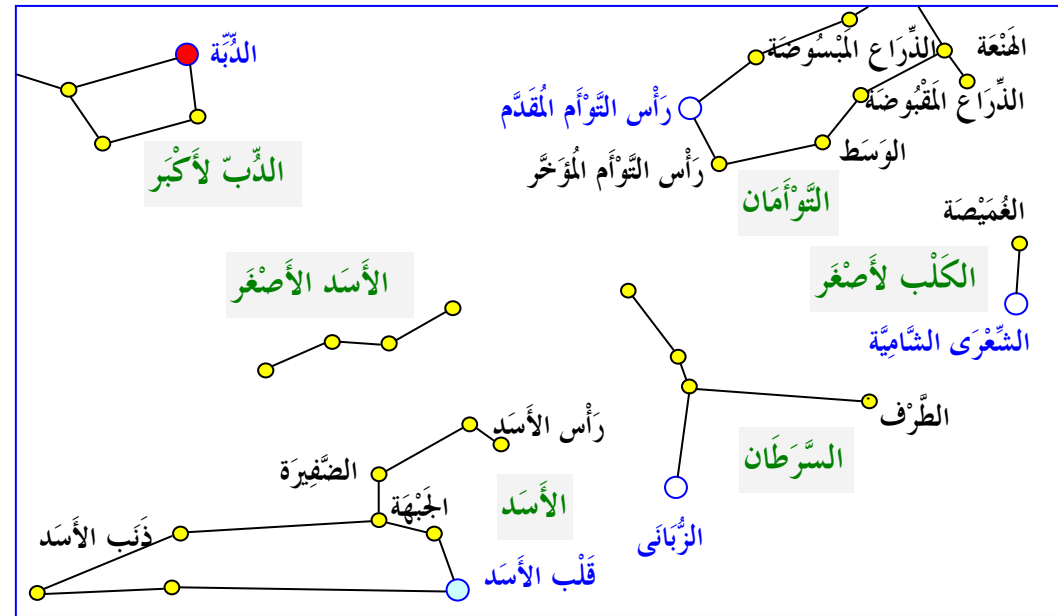 الدُّبَّة
الدُّبّ لأَكْبَر
الهَنْعَة
الذِّرَاع المَبْسُوضَة
الذِّرَاع المَقْبُوضَة
رَأْس التَّوْأَم المُقَدَّم
الوَسَط
رَأْس التَّوْأَم المُؤَخَّر
التَّوْأَمَان
الغُمَيْصَة
الكَلْب لأَصْغَر
الشِّعْرَى الشَّامِيَّة
الأَسَد الأَصْغَر
الطَّرْف
السَّرَطَان
الزُّبَانَى
رَأْس الأَسَد
الضَّفِيرَة
الجَبْهَة
الأَسَد
ذَنَب الأَسَد
قَلْب الأَسَد